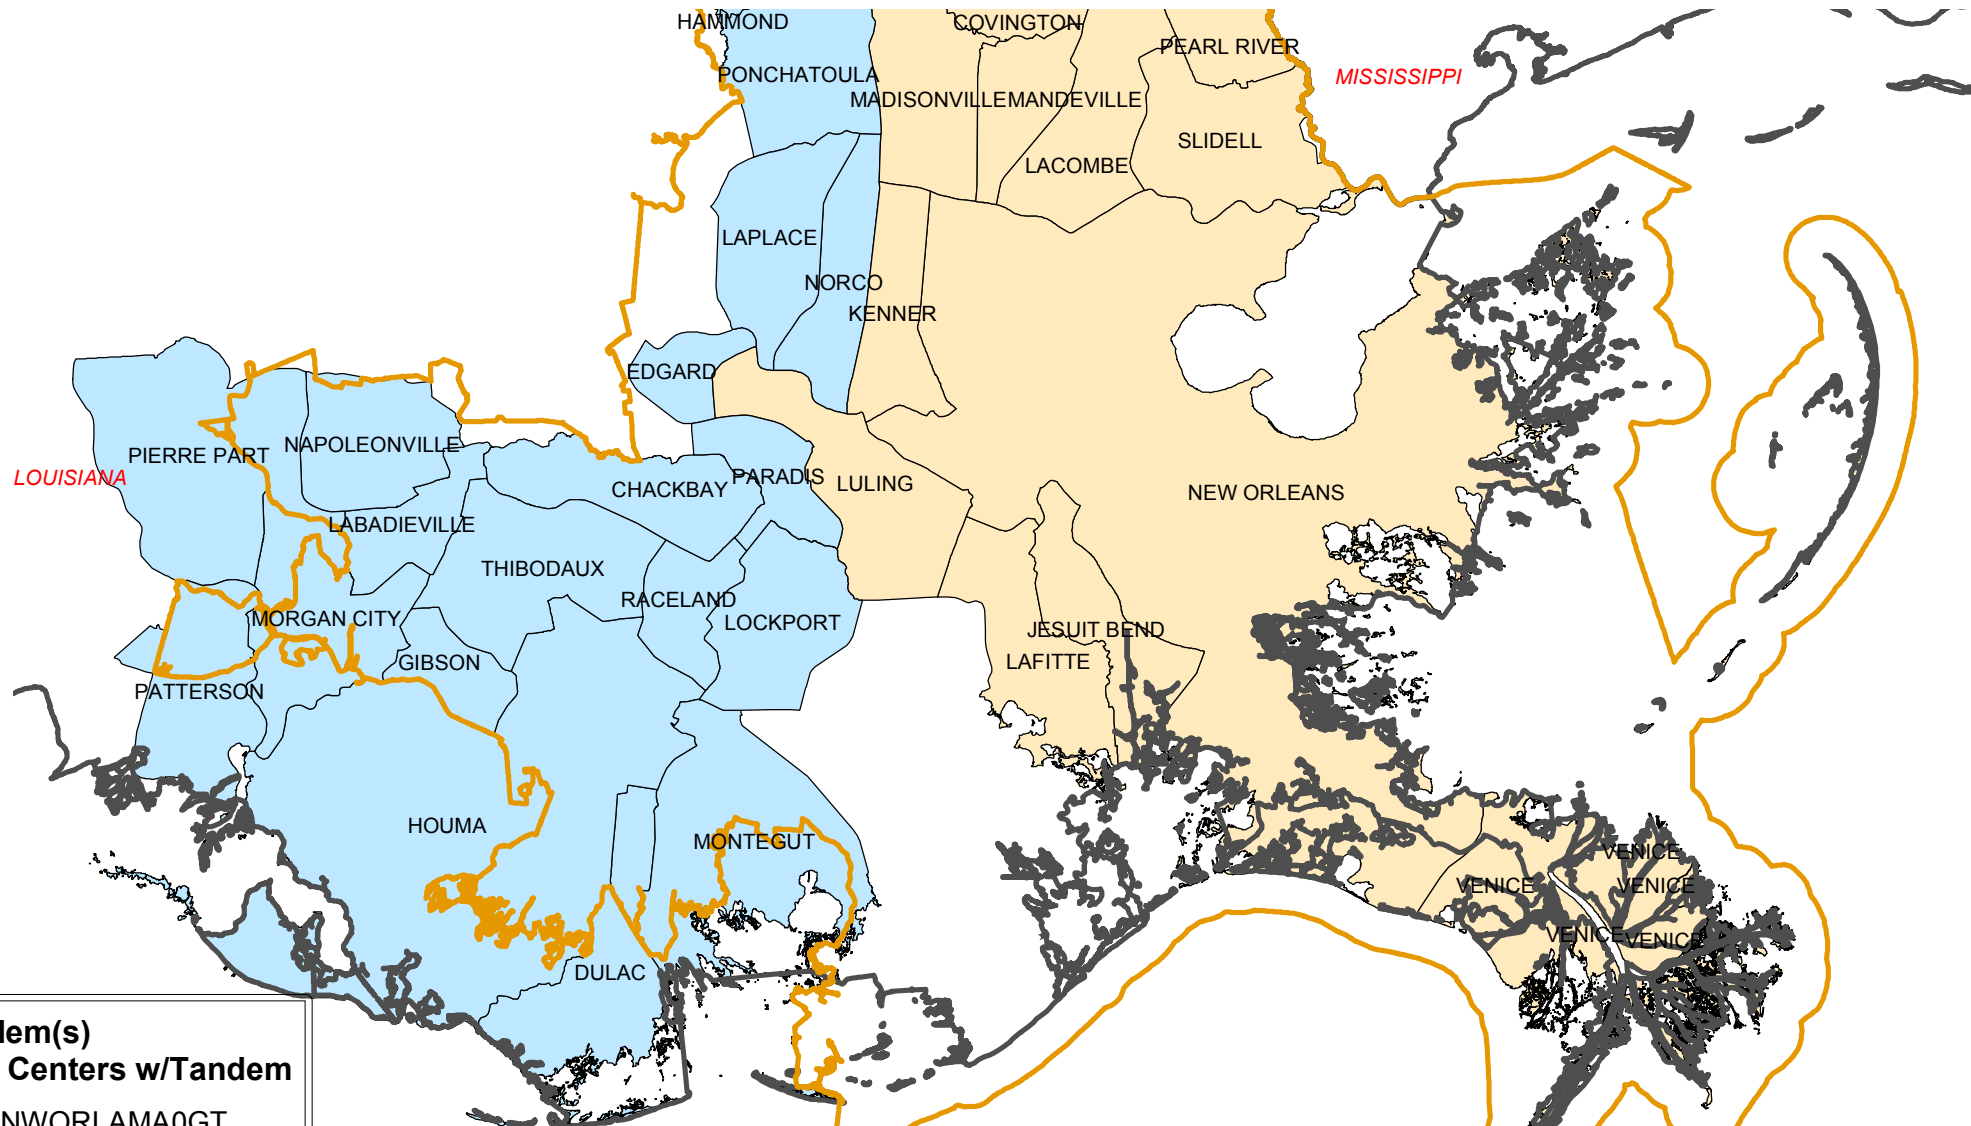 HAMMOND
COVINGTON
PEARL RIVER
PONCHATOULA
MISSISSIPPI
MADISONVILLE
MANDEVILLE
SLIDELL
LACOMBE
LAPLACE
NORCO
KENNER
EDGARD
NAPOLEONVILLE
PIERRE PART
LOUISIANA
PARADIS
LULING
CHACKBAY
NEW ORLEANS
LABADIEVILLE
THIBODAUX
RACELAND
MORGAN CITY
LOCKPORT
JESUIT BEND
GIBSON
LAFITTE
PATTERSON
HOUMA
MONTEGUT
VENICE
VENICE
VENICE
VENICE
VENICE
DULAC
dem(s)
Centers w/Tandem
NWORLAMA0GT